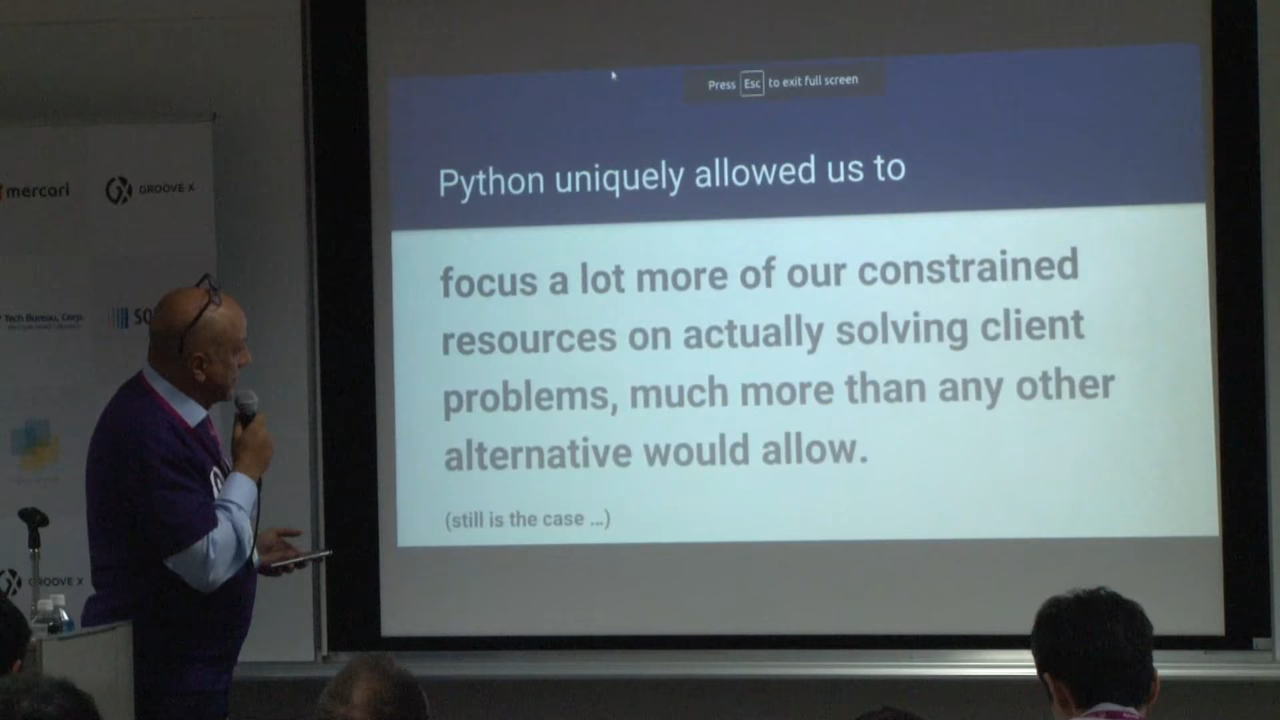 Press Esc to exit full screen
Python uniquely allowed us to
focus a lot more of our constrained
resources on actually solving client
problems, much more than any other
alternative would allow.
(still is the case ...)
mercari
GROOVE X
Tech Bureau, Corp.
SQ
GROOVE X